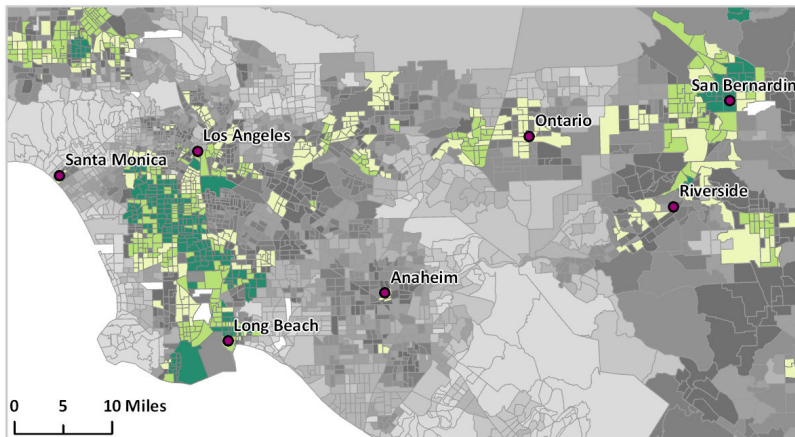 San Bernardin
Los Angeles
Ontario
Santa Monica
Riverside
Anaheim
Long Beach
0 5 10 Miles